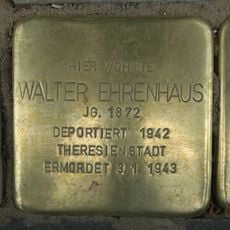 HIER WOHNTE
WALTER EHRENHAUS
JG. 1872
DEPORTIERT 1942
THERESIENSTADT
ERMORDET 3.1.1943